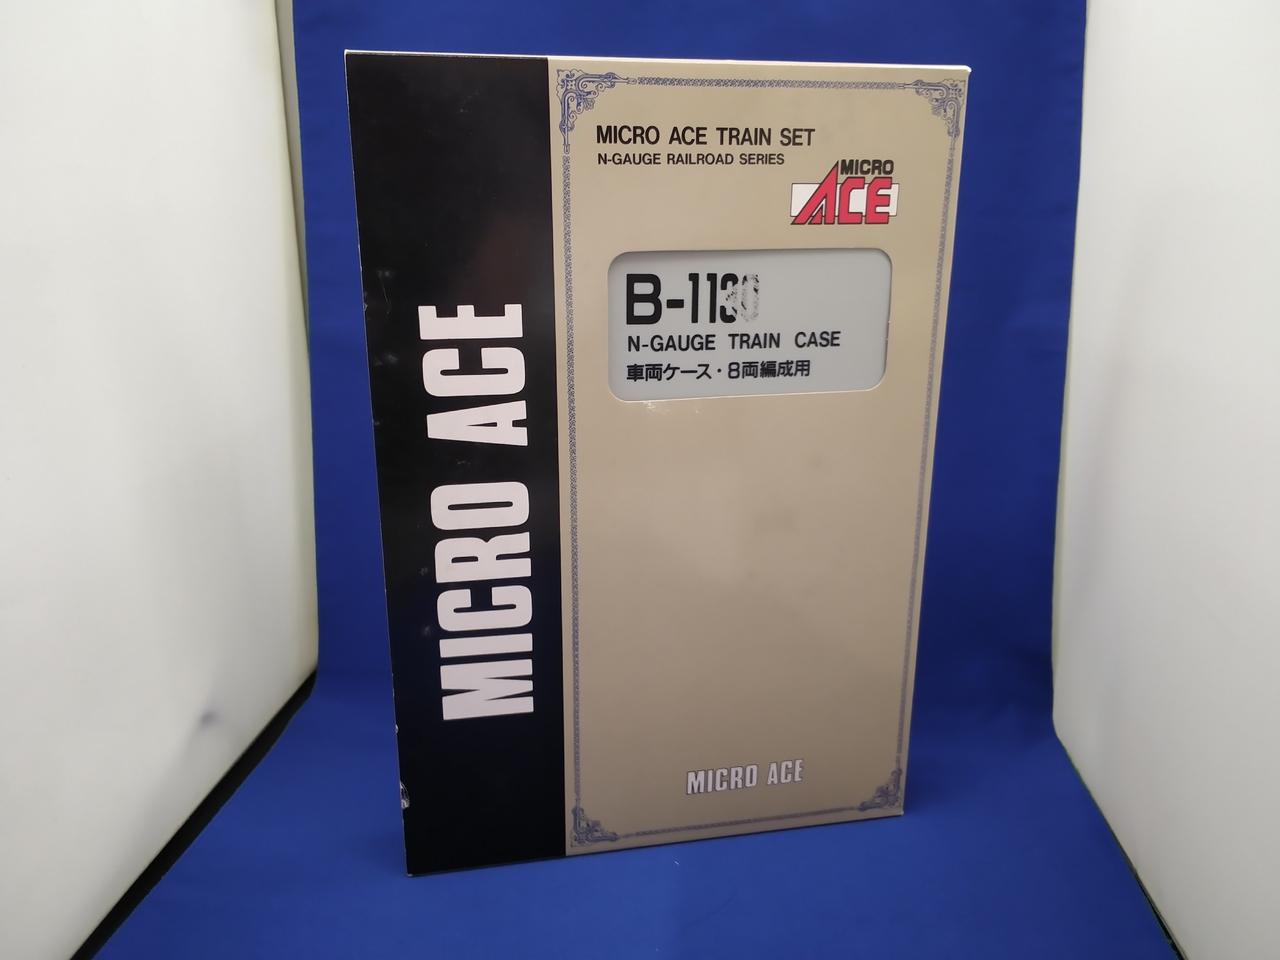 MICRO ACE
MICRO ACE TRAIN SET
N-GAUGE RAILROAD SERIES
MICRO
ACE
N-GAUGE TRAIN CASE
車両ケース・8両編成用
MICRO ACE